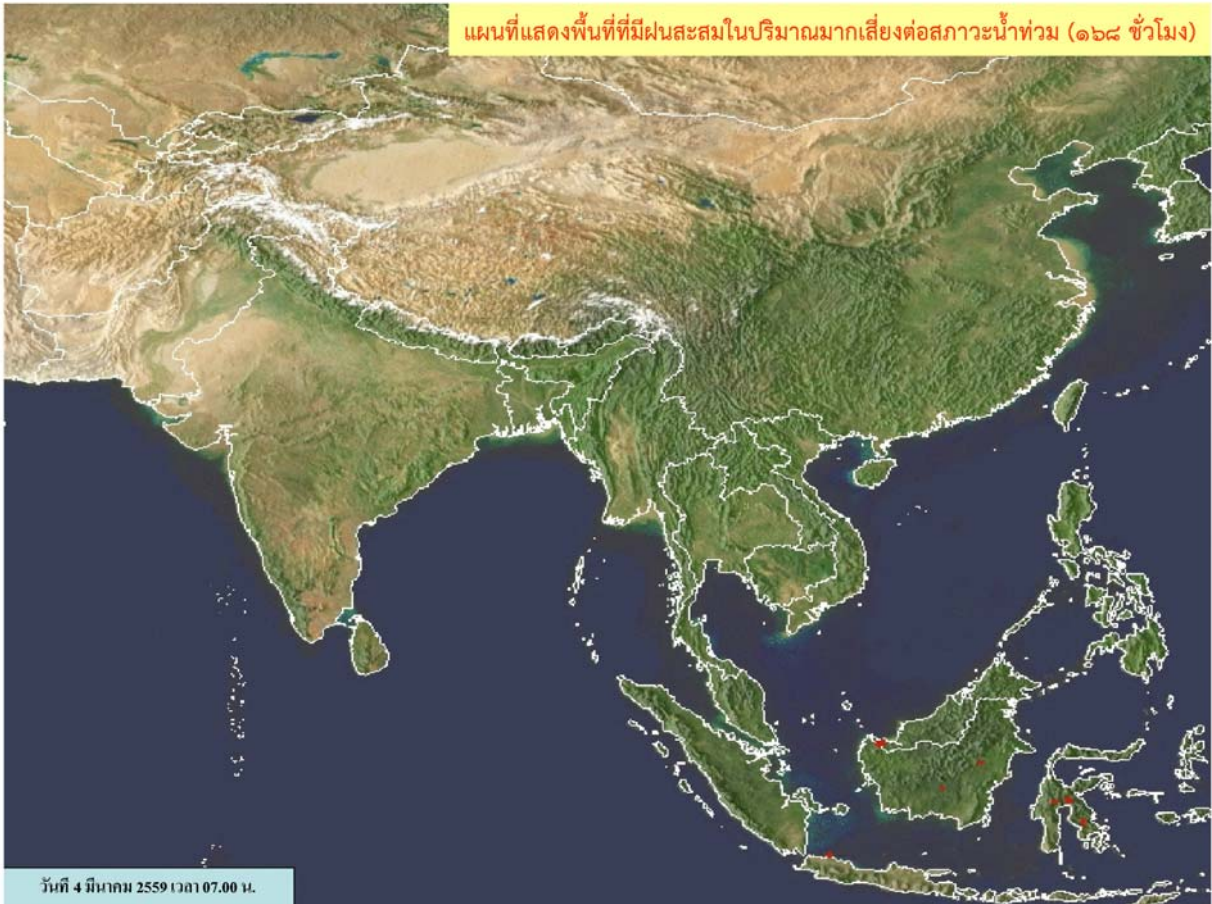 แผนที่แสดงพื้นที่ที่มีฝนสะสมในปริมาณมากเสี่ยงต่อสภาวะน้ำท่วม (๑๖๘ ชั่วโมง)
วันที่ 4 มีนาคม 2559 เวลา 07.00 น.